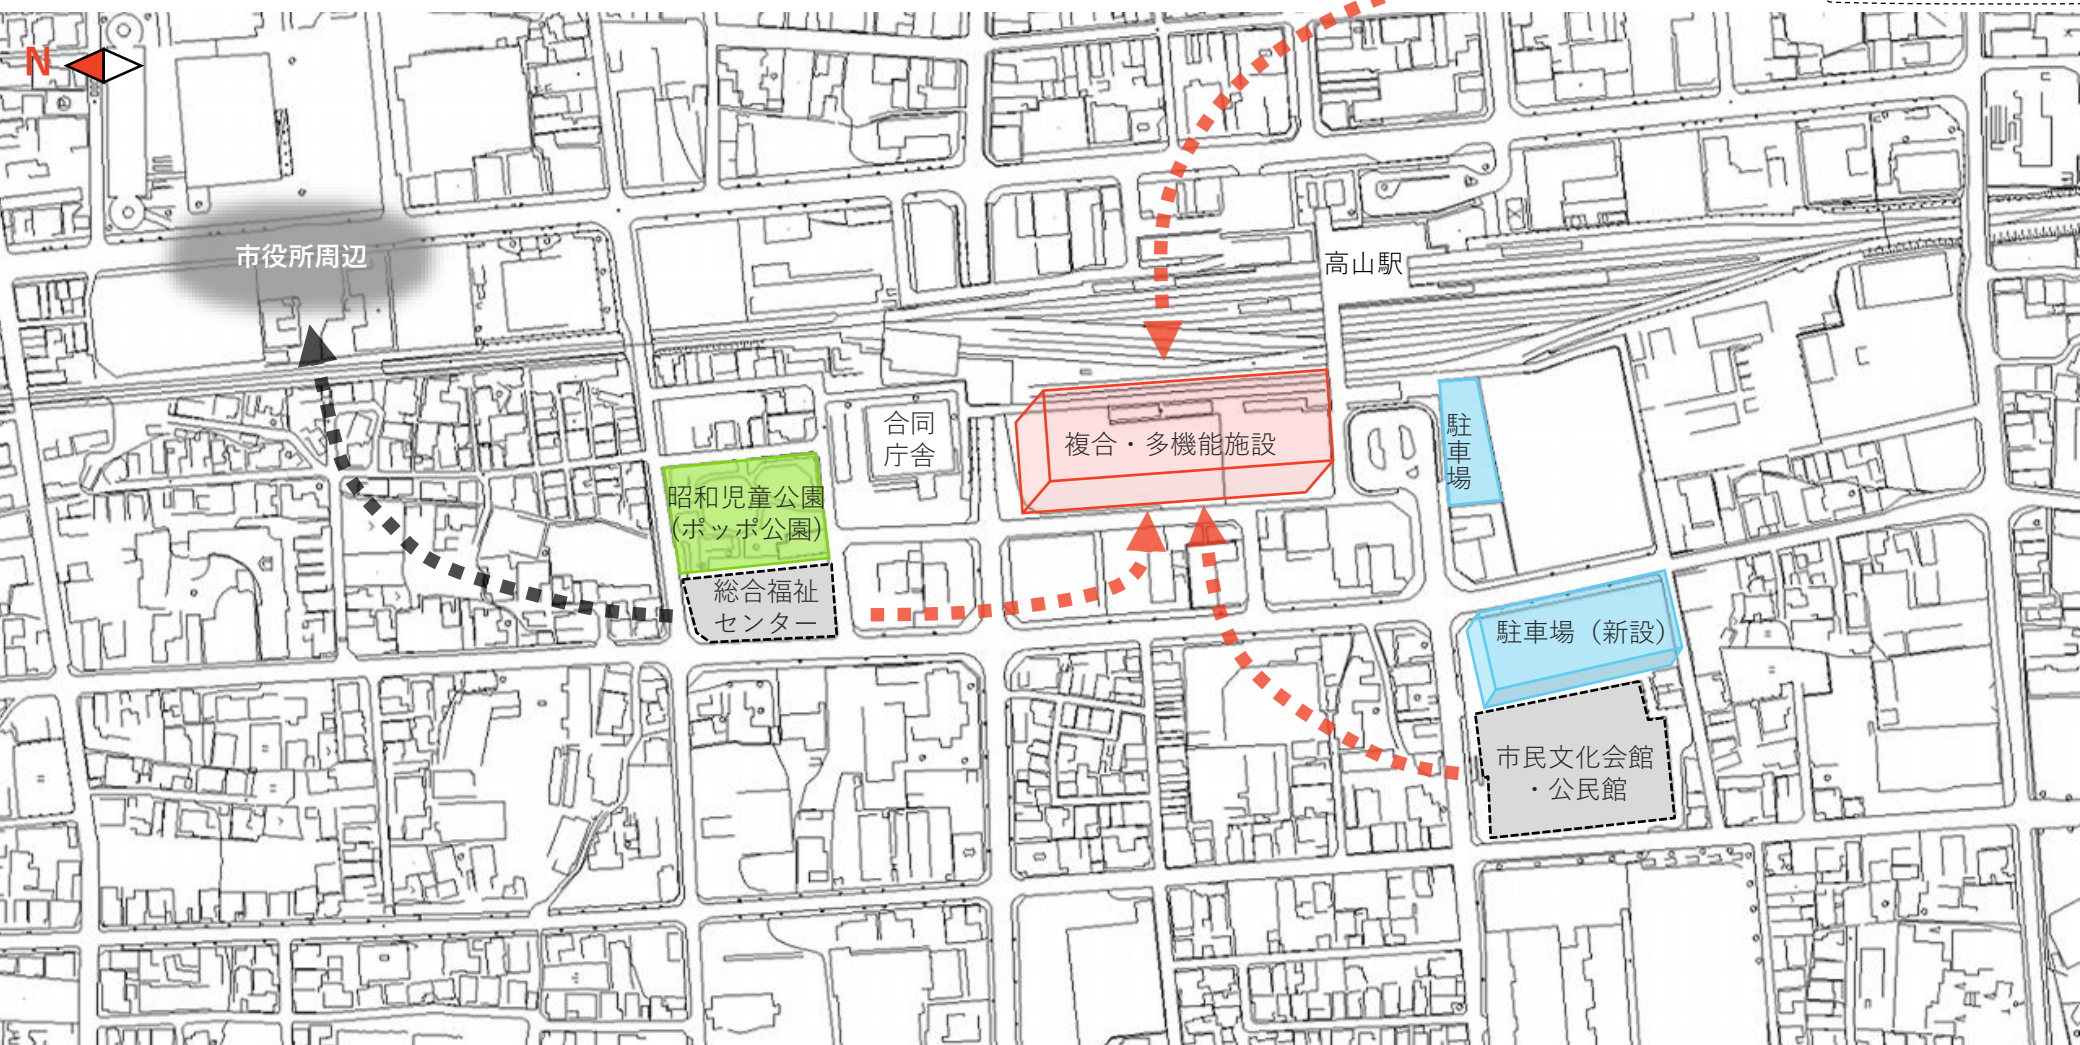 N
市役所周辺
高山駅
合同
庁舎
複合・多機能施設
駐
車
場
昭和児童公園
(ポッポ公園)
総合福祉
センター
駐車場（新設）
市民文化会館
・公民館